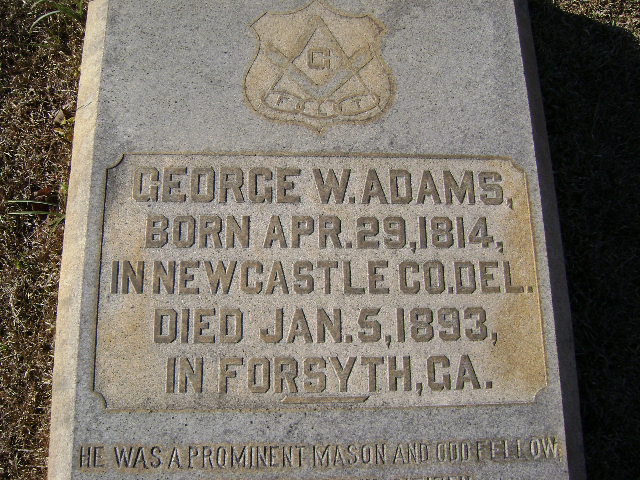 G
F L T
GEORGE W. ADAMS,
BORN APR. 29, 1814,
IN NEWCASTLE CO. DEL.
DIED JAN. 5, 1893,
IN FORSYTH, GA.
HE WAS A PROMINENT MASON AND ODD FELLOW,